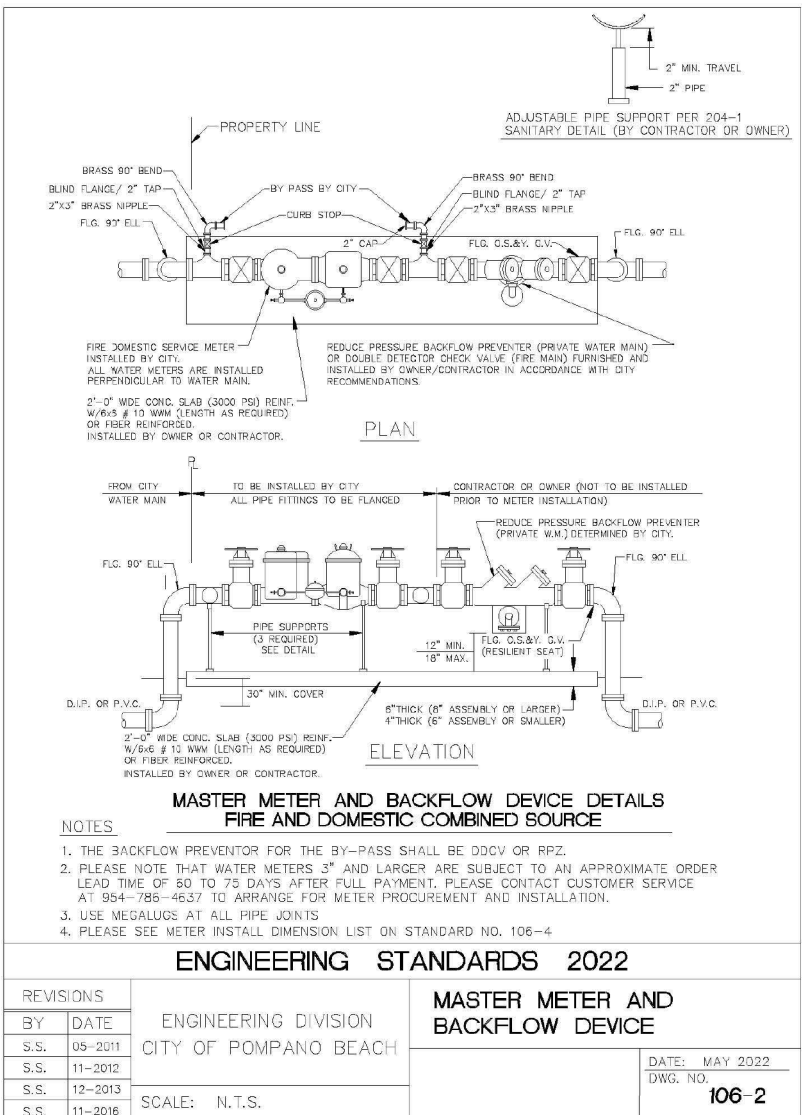 2" MIN. TRAVEL
2" PIPE
ADJUSTABLE PIPE SUPPORT PER 204-1
SANITARY DETAIL (BY CONTRACTOR OR OWNER)
PROPERTY LINE
BRASS 90° BEND
BLIND FLANGE/ 2" TAP
2"X3" BRASS NIPPLE
FLG. 90° ELL
BY PASS BY CITY
CURB STOP
2" CAP
BRASS 90° BEND
BLIND FLANGE/ 2" TAP
2"X3" BRASS NIPPLE
FLG. O.S.&Y. G.V.
FLG. 90° ELL
FIRE DOMESTIC SERVICE METER
INSTALLED BY CITY.
ALL WATER METERS ARE INSTALLED
PERPENDICULAR TO WATER MAIN.
2'-0" WIDE CONC. SLAB (3000 PSI) REINF.
W/6x6 # 10 WWM (LENGTH AS REQUIRED)
OR FIBER REINFORCED.
INSTALLED BY OWNER OR CONTRACTOR.
REDUCE PRESSURE BACKFLOW PREVENTER (PRIVATE WATER MAIN)
OR DOUBLE DETECTOR CHECK VALVE (FIRE MAIN) FURNISHED AND
INSTALLED BY OWNER/CONTRACTOR IN ACCORDANCE WITH CITY
RECOMMENDATIONS.
PLAN
PL
FROM CITY
WATER MAIN
TO BE INSTALLED BY CITY
ALL PIPE FITTINGS TO BE FLANGED
CONTRACTOR OR OWNER (NOT TO BE INSTALLED
PRIOR TO METER INSTALLATION)
REDUCE PRESSURE BACKFLOW PREVENTER
(PRIVATE W.M.) DETERMINED BY CITY.
FLG. 90° ELL
FLG. 90° ELL
PIPE SUPPORTS
(3 REQUIRED)
SEE DETAIL
12" MIN.
18" MAX.
FLG. O.S.&Y. G.V.
(RESILIENT SEAT)
30" MIN. COVER
D.I.P. OR P.V.C.
D.I.P. OR P.V.C.
6"THICK (8" ASSEMBLY OR LARGER)
4"THICK (6" ASSEMBLY OR SMALLER)
2'-0" WIDE CONC. SLAB (3000 PSI) REINF.
W/6x6 # 10 WWM (LENGTH AS REQUIRED)
OR FIBER REINFORCED.
INSTALLED BY OWNER OR CONTRACTOR.
ELEVATION
MASTER METER AND BACKFLOW DEVICE DETAILS
FIRE AND DOMESTIC COMBINED SOURCE
NOTES
1. THE BACKFLOW PREVENTOR FOR THE BY-PASS SHALL BE DDCV OR RPZ.
2. PLEASE NOTE THAT WATER METERS 3" AND LARGER ARE SUBJECT TO AN APPROXIMATE ORDER
LEAD TIME OF 60 TO 75 DAYS AFTER FULL PAYMENT. PLEASE CONTACT CUSTOMER SERVICE
AT 954-786-4637 TO ARRANGE FOR METER PROCUREMENT AND INSTALLATION.
3. USE MEGALUGS AT ALL PIPE JOINTS
4. PLEASE SEE METER INSTALL DIMENSION LIST ON STANDARD NO. 106-4
ENGINEERING STANDARDS 2022
REVISIONS
BY DATE
S.S. 05-2011
S.S. 11-2012
S.S. 12-2013
S.S. 11-2016
ENGINEERING DIVISION
CITY OF POMPANO BEACH
SCALE: N.T.S.
MASTER METER AND
BACKFLOW DEVICE
DATE: MAY 2022
DWG. NO.
106-2